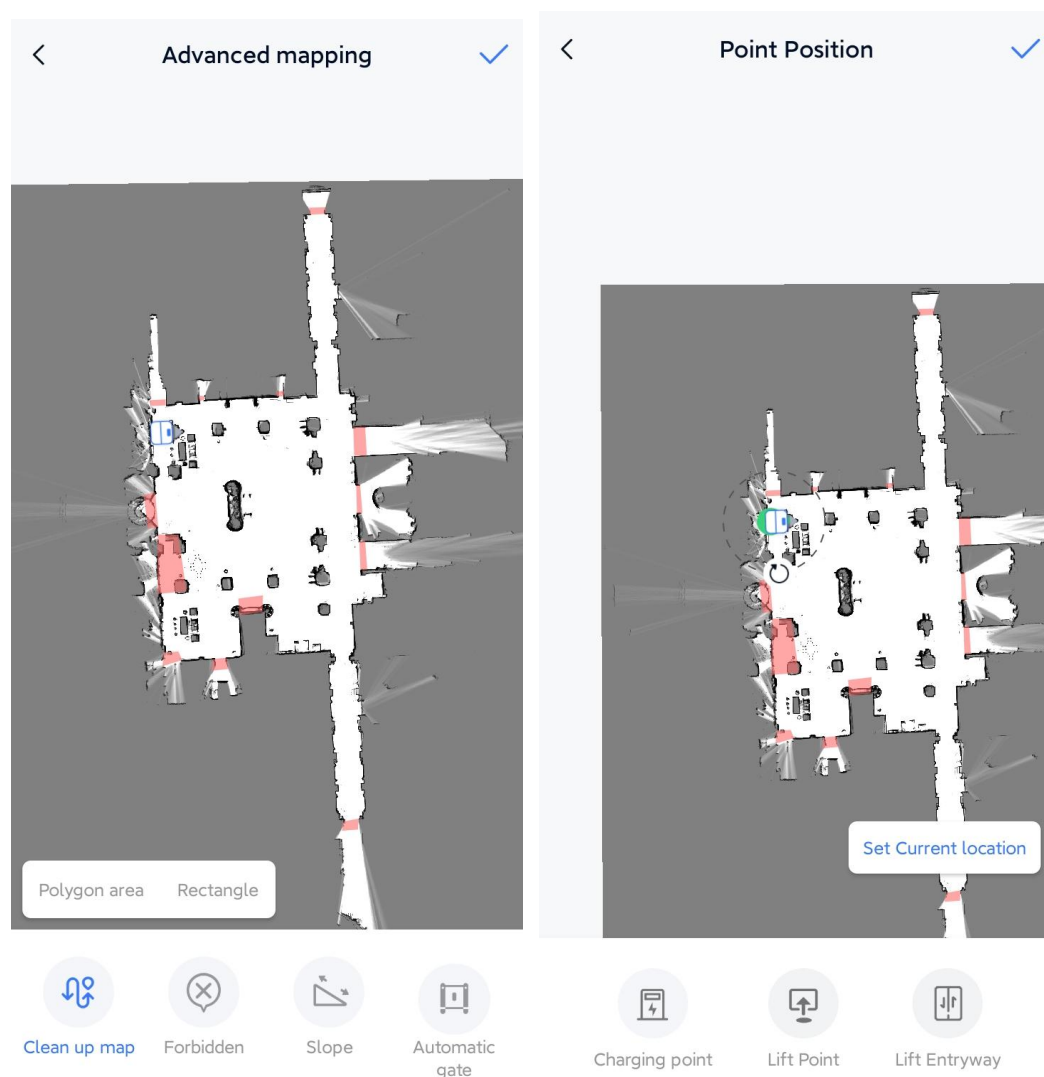 Advanced mapping
Polygon area Rectangle
Clean up map Forbidden Slope Automatic
gate
Point Position
Set Current location
Charging point Lift Point Lift Entryway